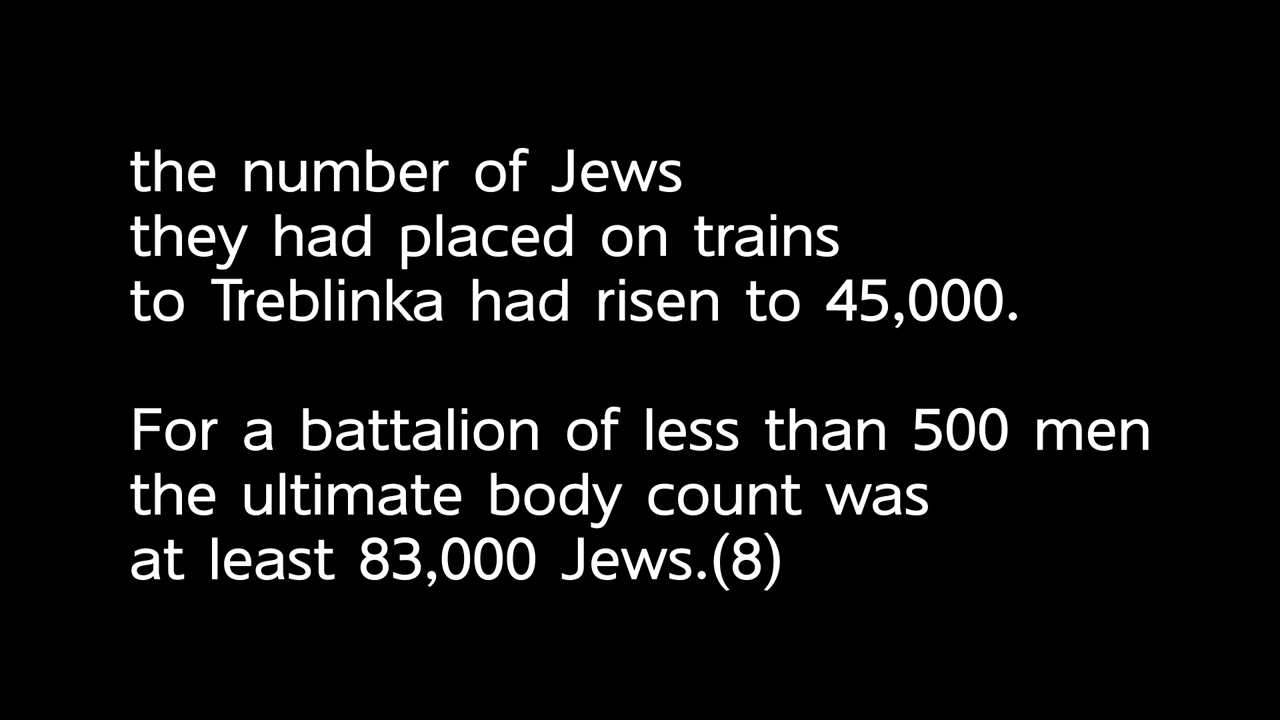 the number of Jews
they had placed on trains
to Treblinka had risen to 45,000.
For a battalion of less than 500 men
the ultimate body count was
at least 83,000 Jews.(8)